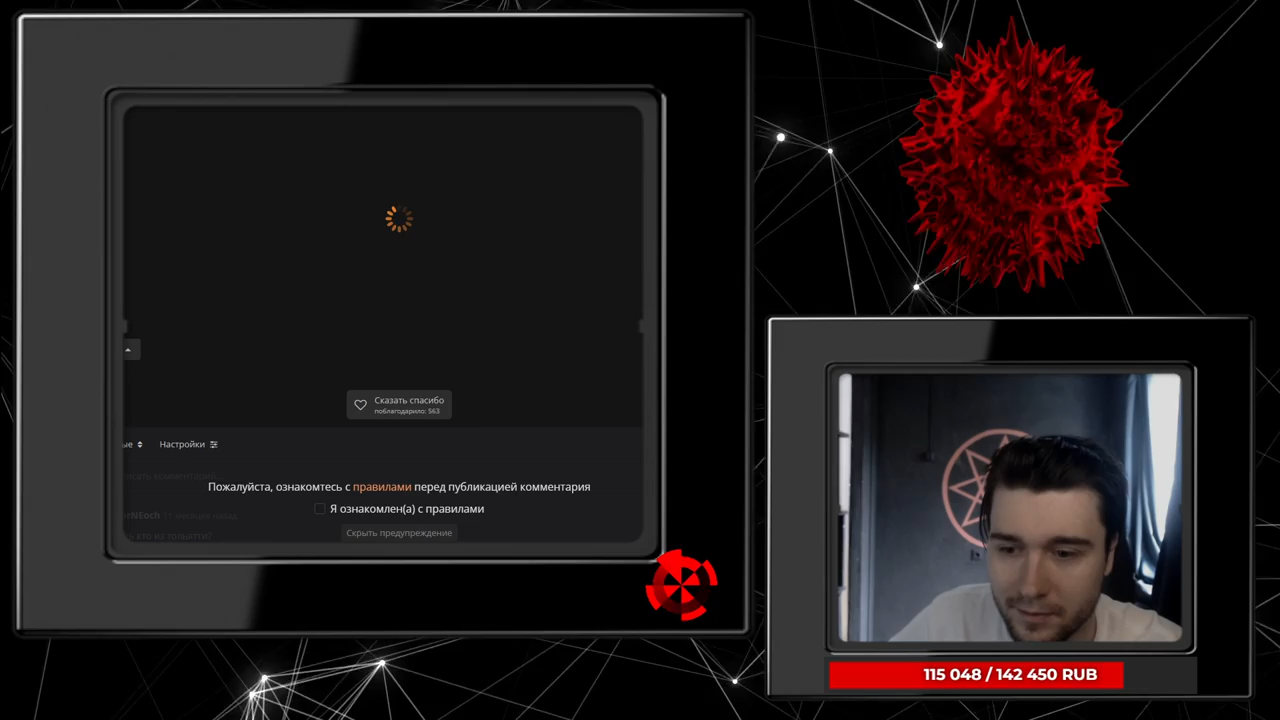 Сказать спасибо
поблагодарило: 563
ые
Настройки
Пожалуйста, ознакомтесь с правилами перед публикацией комментария
Я ознакомлен(а) с правилами
Скрыть предупреждение
115 048 / 142 450 RUB